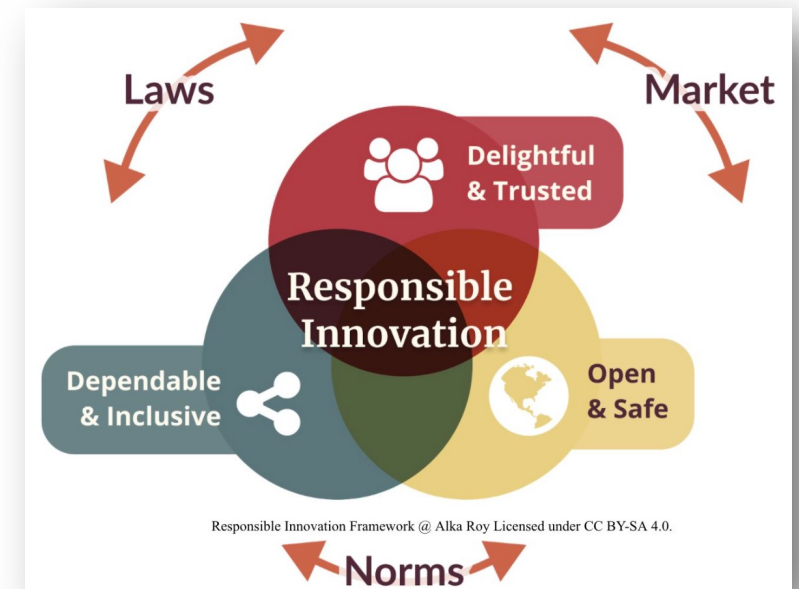 Laws
Market
Delightful
& Trusted
Responsible
Innovation
Dependable
& Inclusive
Open
& Safe
Responsible Innovation Framework @ Alka Roy Licensed under CC BY-SA 4.0.
Norms